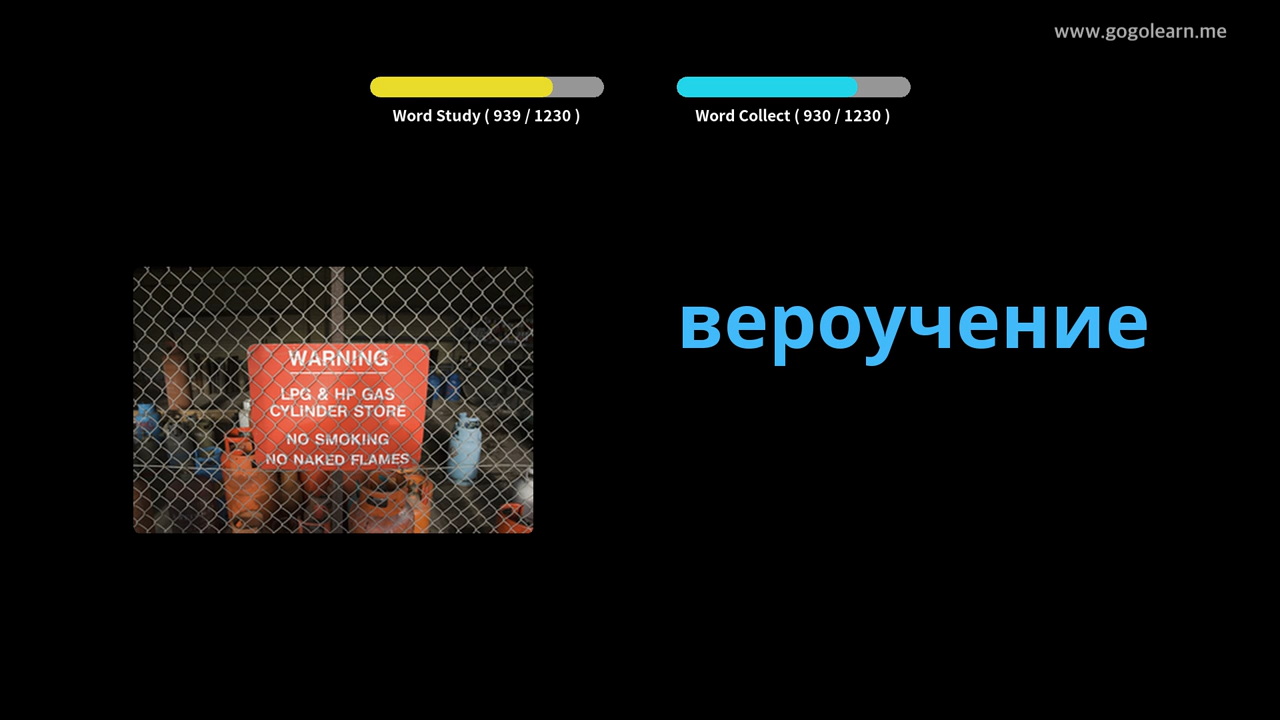 www.gogolearn.me
Word Study ( 939 / 1230 )
Word Collect ( 930 / 1230 )
вероучение
WARNING
LPG & HP GAS
CYLINDER STORE
NO SMOKING
NO NAKED FLAMES